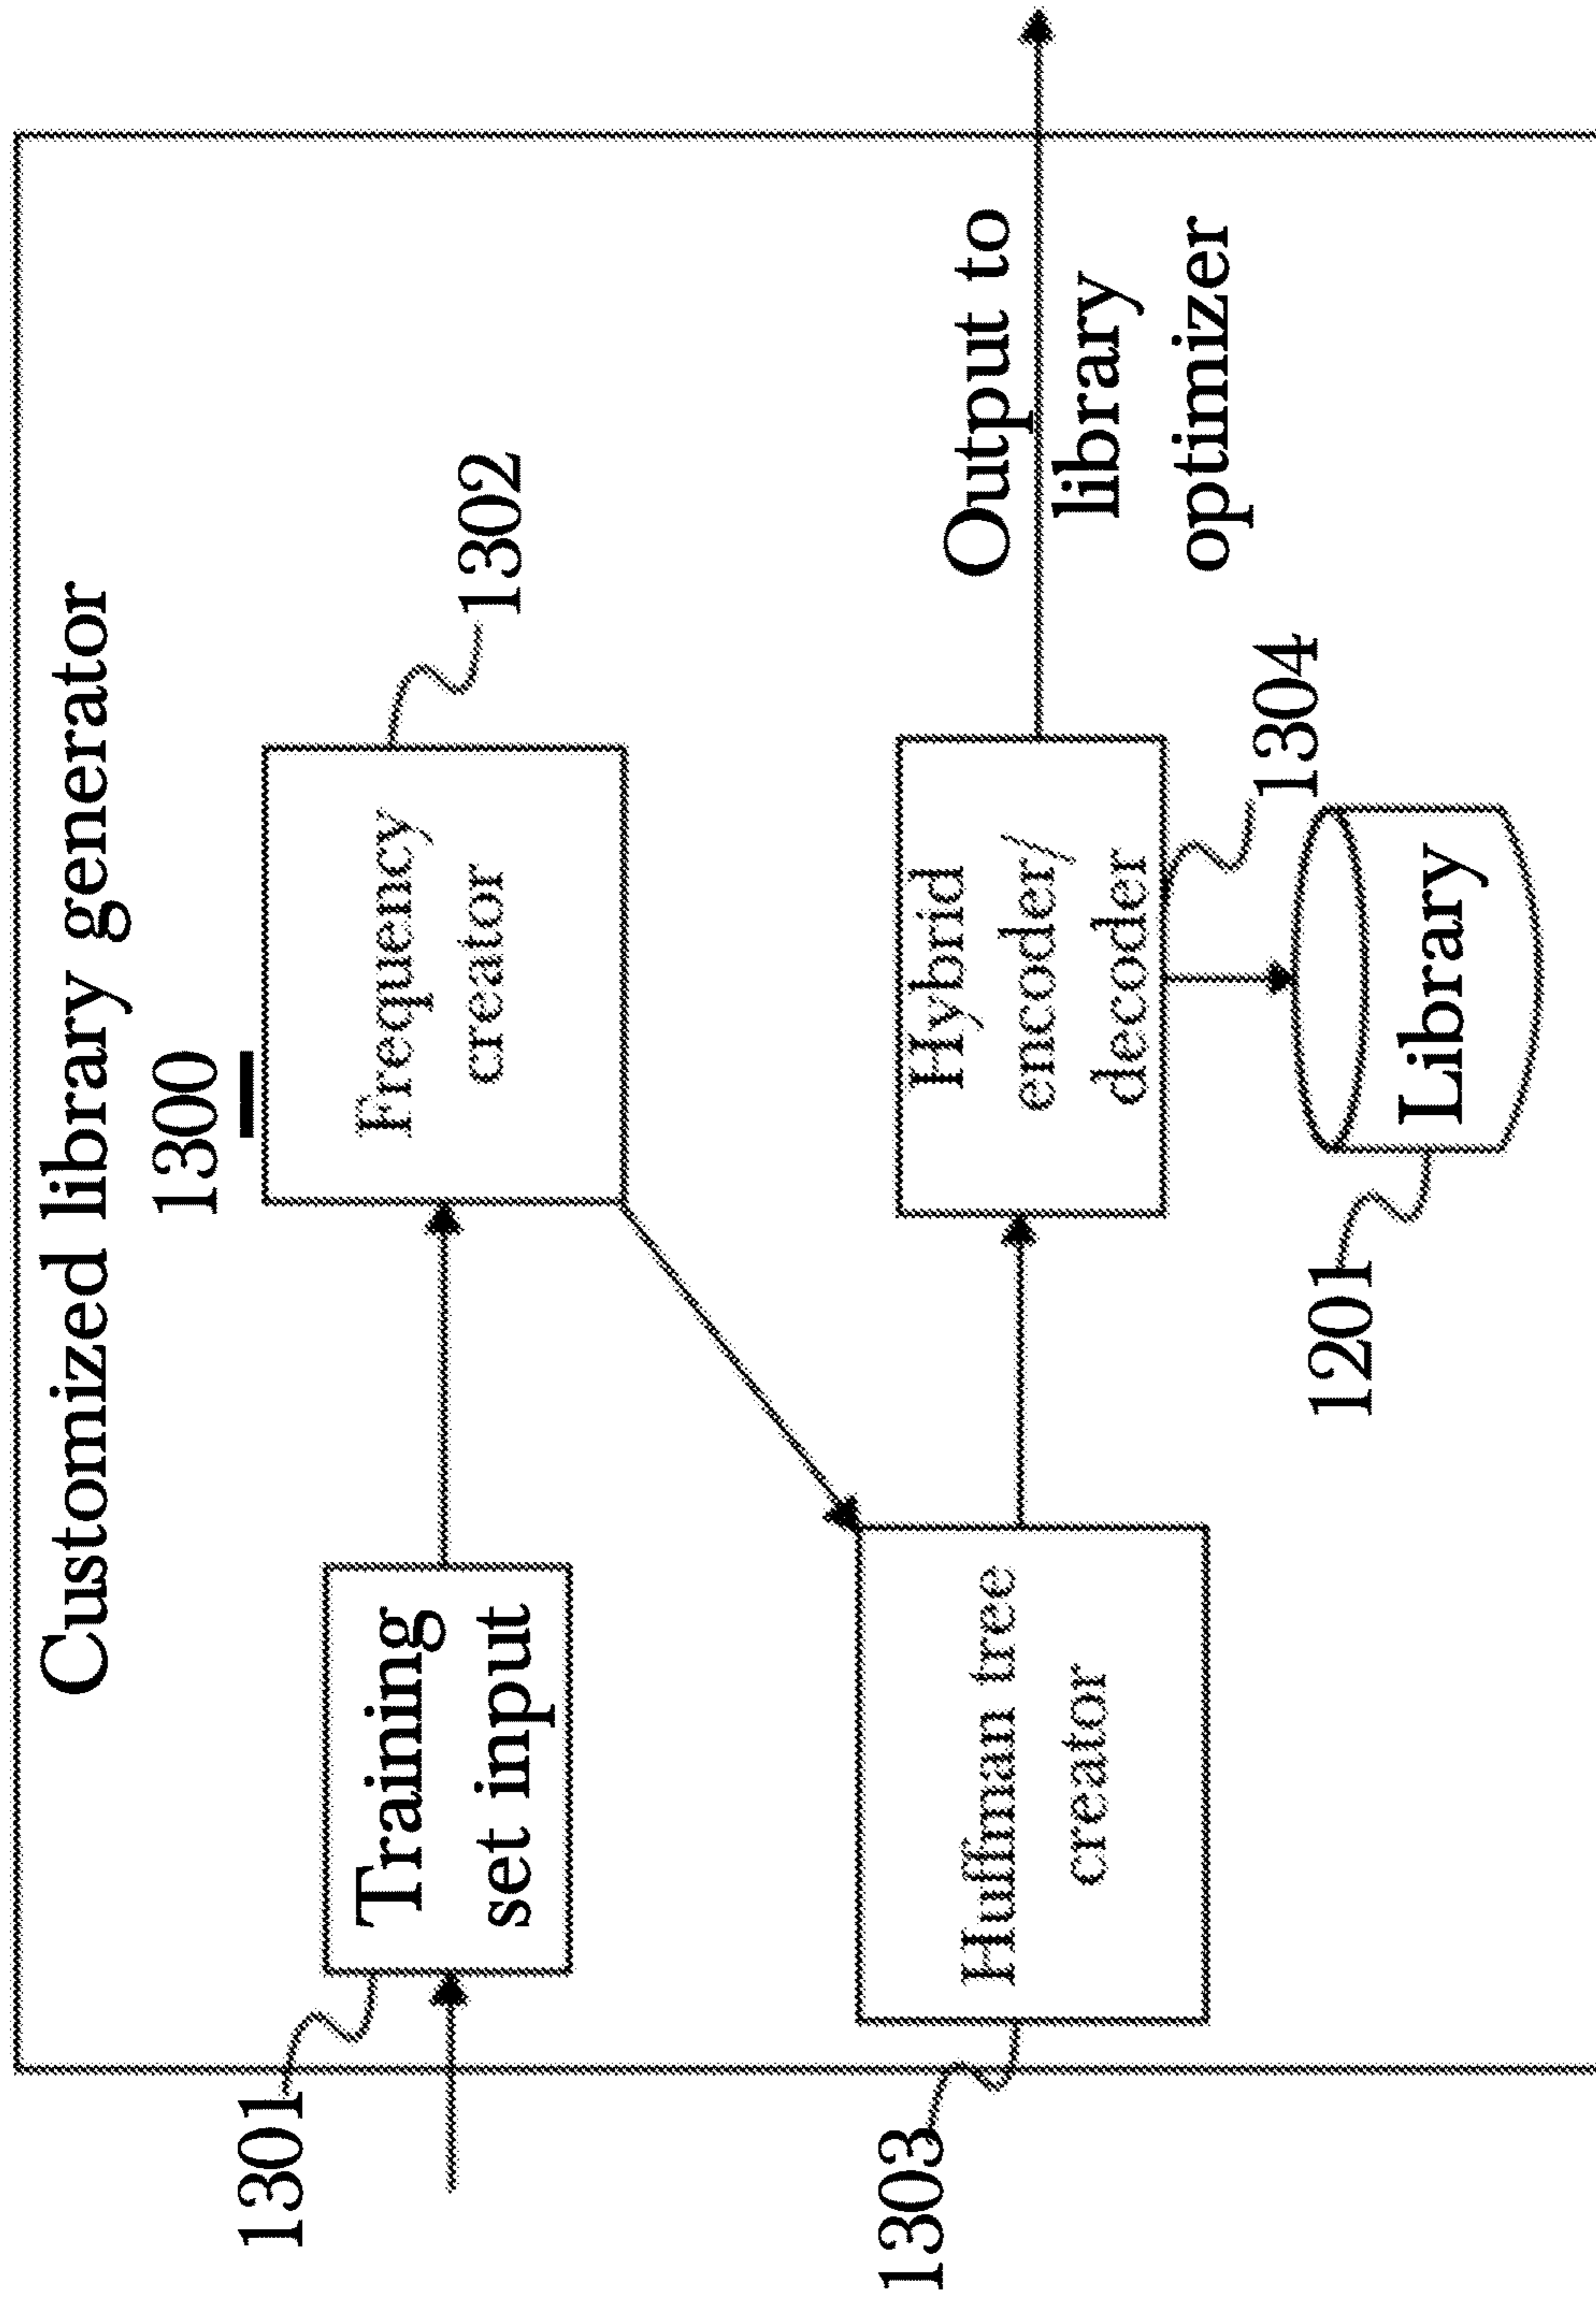 Customized library generator
1300
1301
Training
set input
Frequency
creator
1302
1303
Huffman tree
creator
Hybrid
encoder/
decoder
1304
Output to
library
optimizer
1201
Library